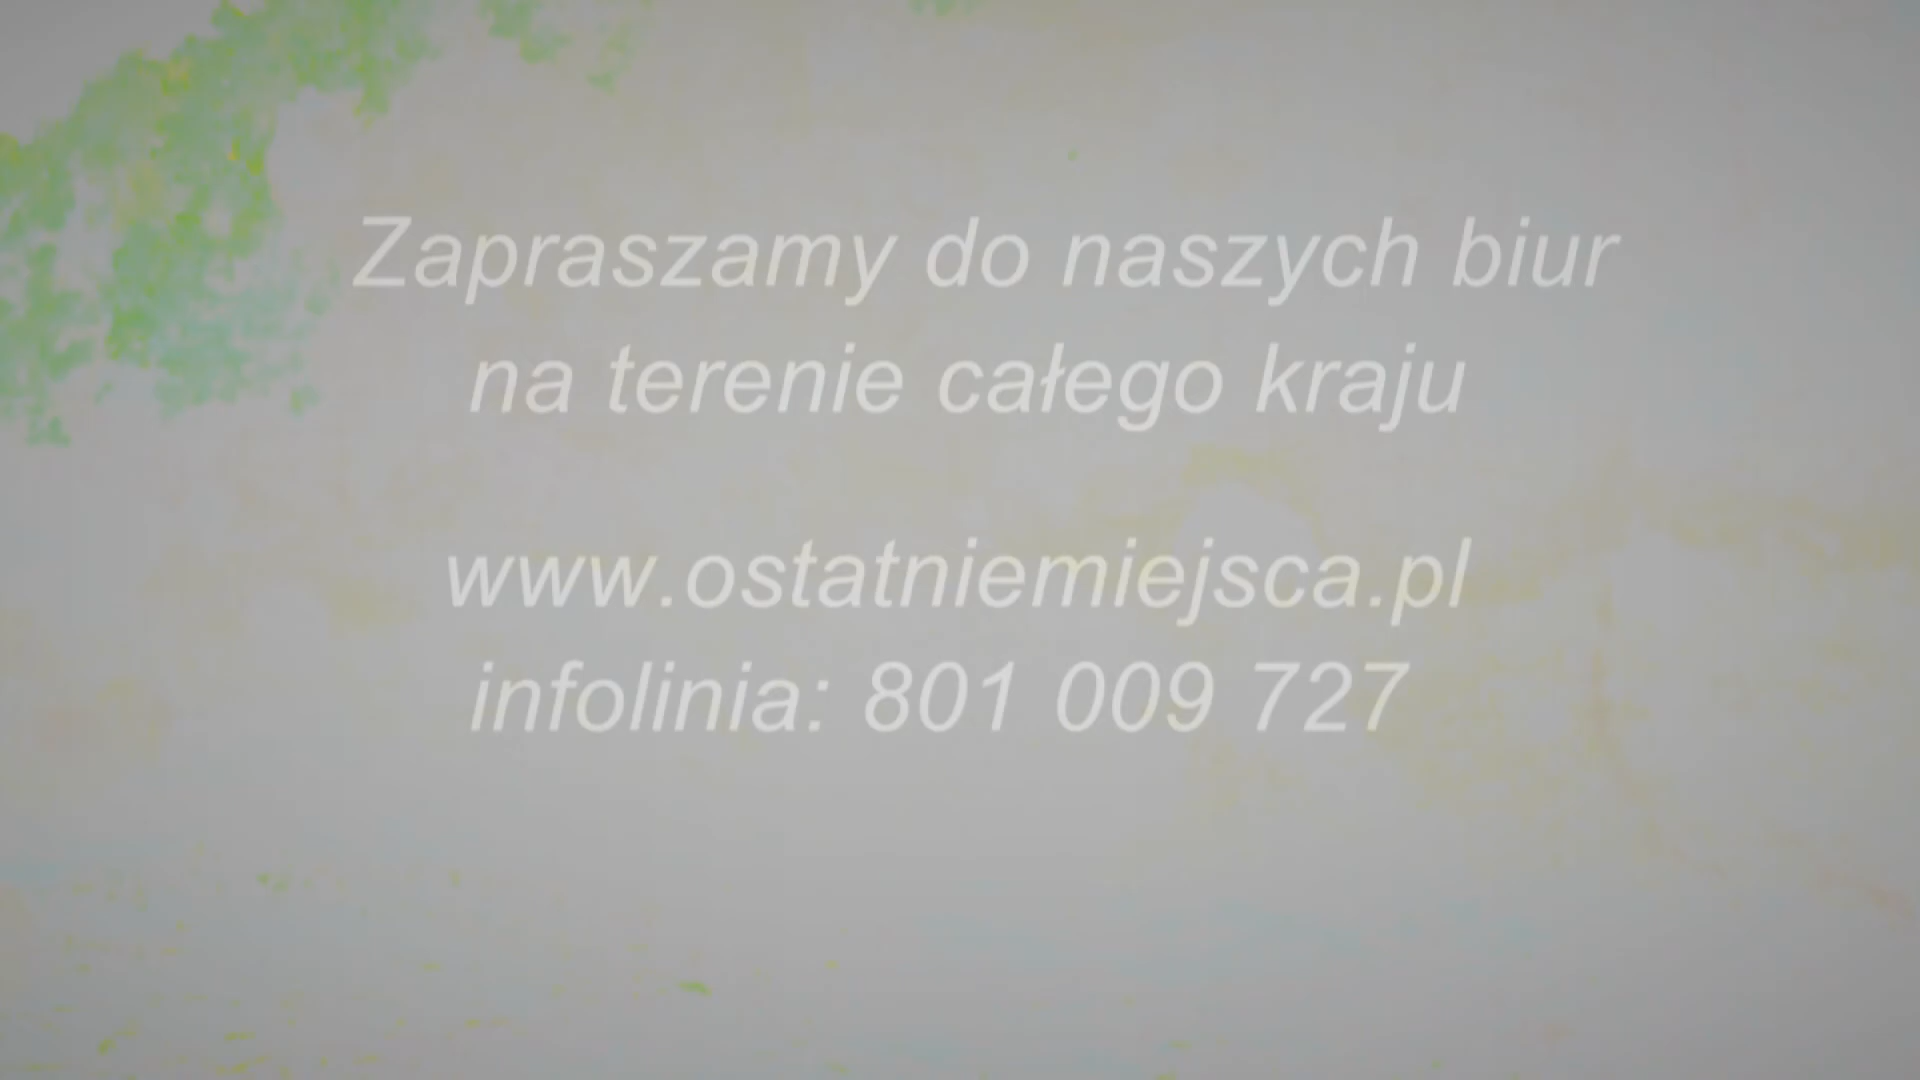 Zapraszamy do naszych biur
na terenie całego kraju
www.ostatniemiejsca.pl
infolinia: 801 009 727